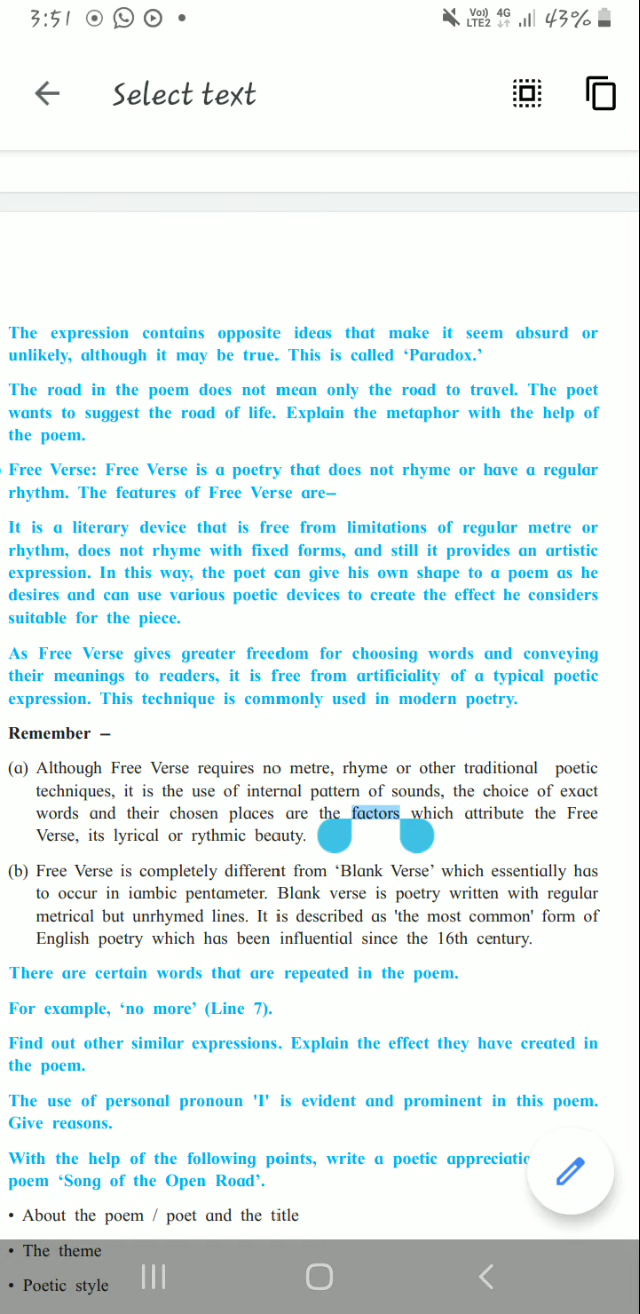 3:51
Vo)) 4G
LTE2
43%
Select text
The expression contains opposite ideas that make it seem absurd or
unlikely, although it may be true. This is called ‘Paradox.’
The road in the poem does not mean only the road to travel. The poet
wants to suggest the road of life. Explain the metaphor with the help of
the poem.
Free Verse: Free Verse is a poetry that does not rhyme or have a regular
rhythm. The features of Free Verse are–
It is a literary device that is free from limitations of regular metre or
rhythm, does not rhyme with fixed forms, and still it provides an artistic
expression. In this way, the poet can give his own shape to a poem as he
desires and can use various poetic devices to create the effect he considers
suitable for the piece.
As Free Verse gives greater freedom for choosing words and conveying
their meanings to readers, it is free from artificiality of a typical poetic
expression. This technique is commonly used in modern poetry.
Remember –
(a) Although Free Verse requires no metre, rhyme or other traditional poetic
techniques, it is the use of internal pattern of sounds, the choice of exact
words and their chosen places are the factors which attribute the Free
Verse, its lyrical or rythmic beauty.
(b) Free Verse is completely different from ‘Blank Verse’ which essentially has
to occur in iambic pentameter. Blank verse is poetry written with regular
metrical but unrhymed lines. It is described as 'the most common' form of
English poetry which has been influential since the 16th century.
There are certain words that are repeated in the poem.
For example, ‘no more’ (Line 7).
Find out other similar expressions. Explain the effect they have created in
the poem.
The use of personal pronoun 'I' is evident and prominent in this poem.
Give reasons.
With the help of the following points, write a poetic
poem ‘Song of the Open Road’.
• About the poem / poet and the title
• The theme
• Poetic style